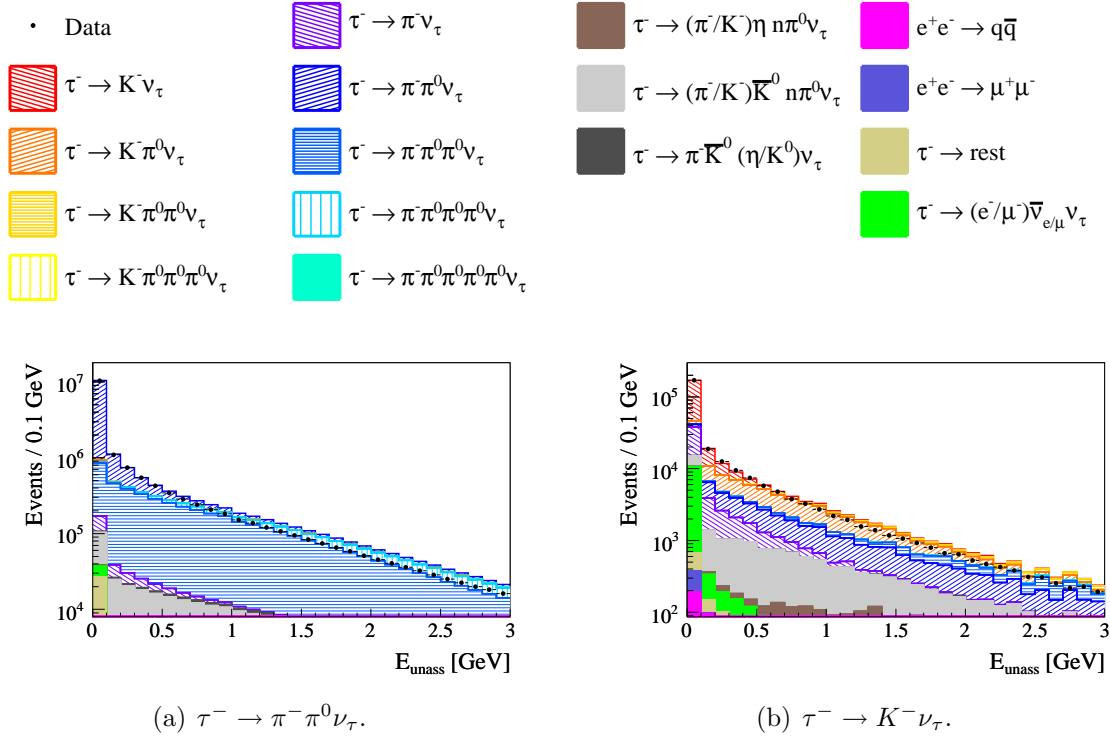 Data
τ⁻ → K⁻ν_τ
τ⁻ → K⁻π⁰ν_τ
τ⁻ → K⁻π⁰π⁰ν_τ
τ⁻ → K⁻π⁰π⁰π⁰ν_τ
τ⁻ → π⁻ν_τ
τ⁻ → π⁻π⁰ν_τ
τ⁻ → π⁻π⁰π⁰ν_τ
τ⁻ → π⁻π⁰π⁰π⁰ν_τ
τ⁻ → π⁻π⁰π⁰π⁰π⁰ν_τ
τ⁻ → (π⁻/K⁻)η nπ⁰ν_τ
τ⁻ → (π⁻/K⁻)K̅⁰ nπ⁰ν_τ
τ⁻ → π⁻K̅⁰ (η/K⁰)ν_τ
e⁺e⁻ → qq̅
e⁺e⁻ → μ⁺μ⁻
τ⁻ → rest
τ⁻ → (e⁻/μ⁻)ν̅_e/μ ν_τ
Events / 0.1 GeV
10⁷
10⁶
10⁵
10⁴
0 0.5 1 1.5 2 2.5 3
E_unass [GeV]
(a) τ⁻ → π⁻π⁰ν_τ.
Events / 0.1 GeV
10⁵
10⁴
10³
10²
0 0.5 1 1.5 2 2.5 3
E_unass [GeV]
(b) τ⁻ → K⁻ν_τ.